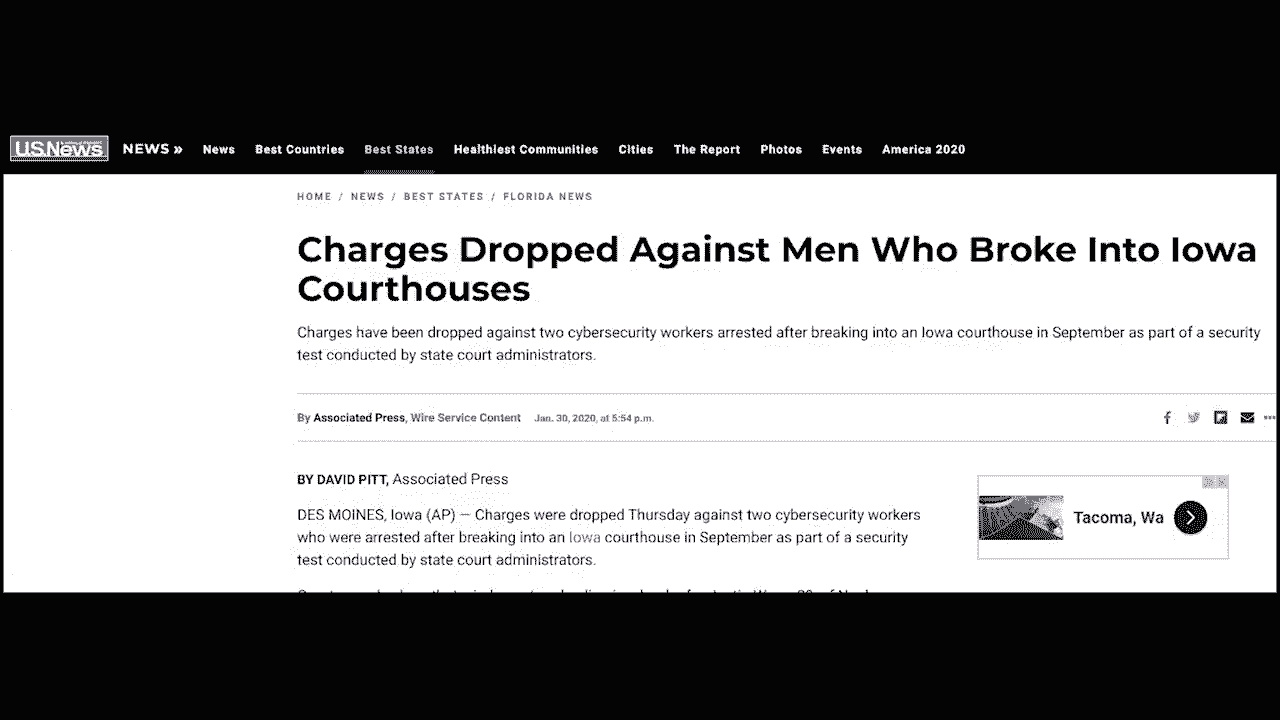 U.S.News
NEWS » News Best Countries Best States Healthiest Communities Cities The Report Photos Events America 2020
HOME / NEWS / BEST STATES / FLORIDA NEWS
Charges Dropped Against Men Who Broke Into Iowa
Courthouses
Charges have been dropped against two cybersecurity workers arrested after breaking into an Iowa courthouse in September as part of a security
test conducted by state court administrators.
By Associated Press, Wire Service Content Jan. 30, 2020, at 5:54 p.m.
BY DAVID PITT, Associated Press
DES MOINES, Iowa (AP) — Charges were dropped Thursday against two cybersecurity workers
who were arrested after breaking into an Iowa courthouse in September as part of a security
test conducted by state court administrators.
Tacoma, Wa